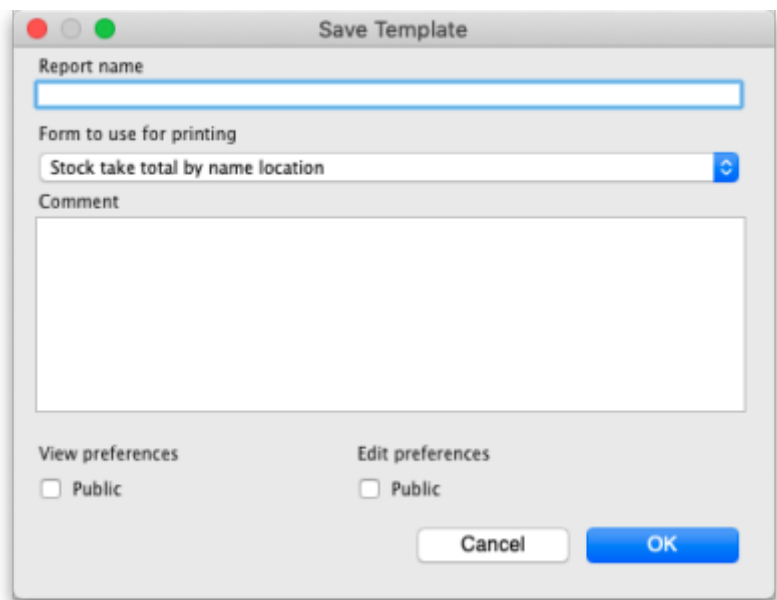 Save Template
Report name
Form to use for printing
Stock take total by name location
Comment
View preferences Edit preferences
Public Public
Cancel OK